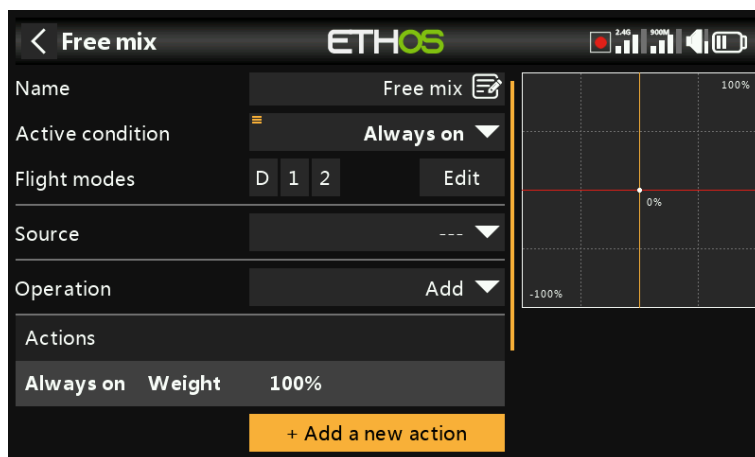 Free mix
ETHOS
2.4G 900M
Name Free mix
100%
Active condition Always on
Flight modes D 1 2 Edit
0%
Source ---
Operation Add
-100%
Actions
Always on Weight 100%
+ Add a new action